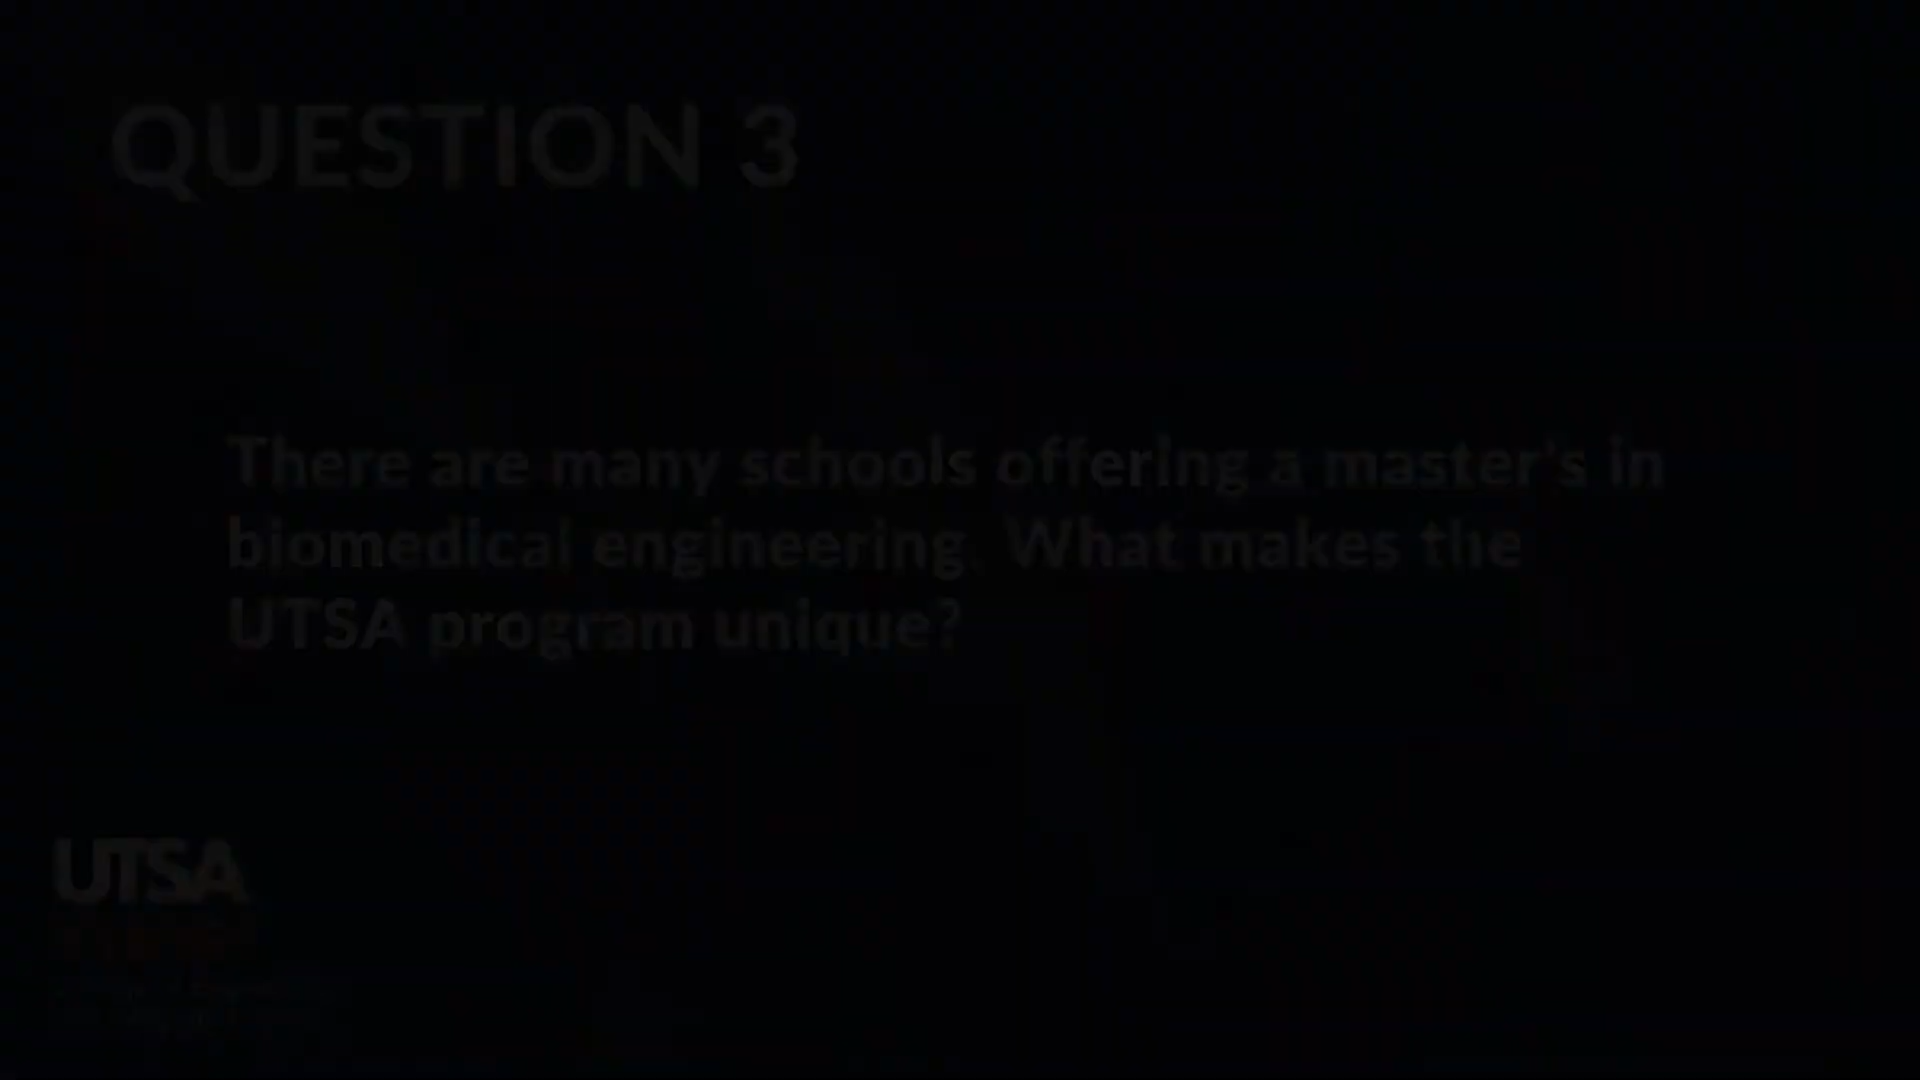 QUESTION 3
There are many schools offering a master's in
biomedical engineering. What makes the
UTSA program unique?
UTSA